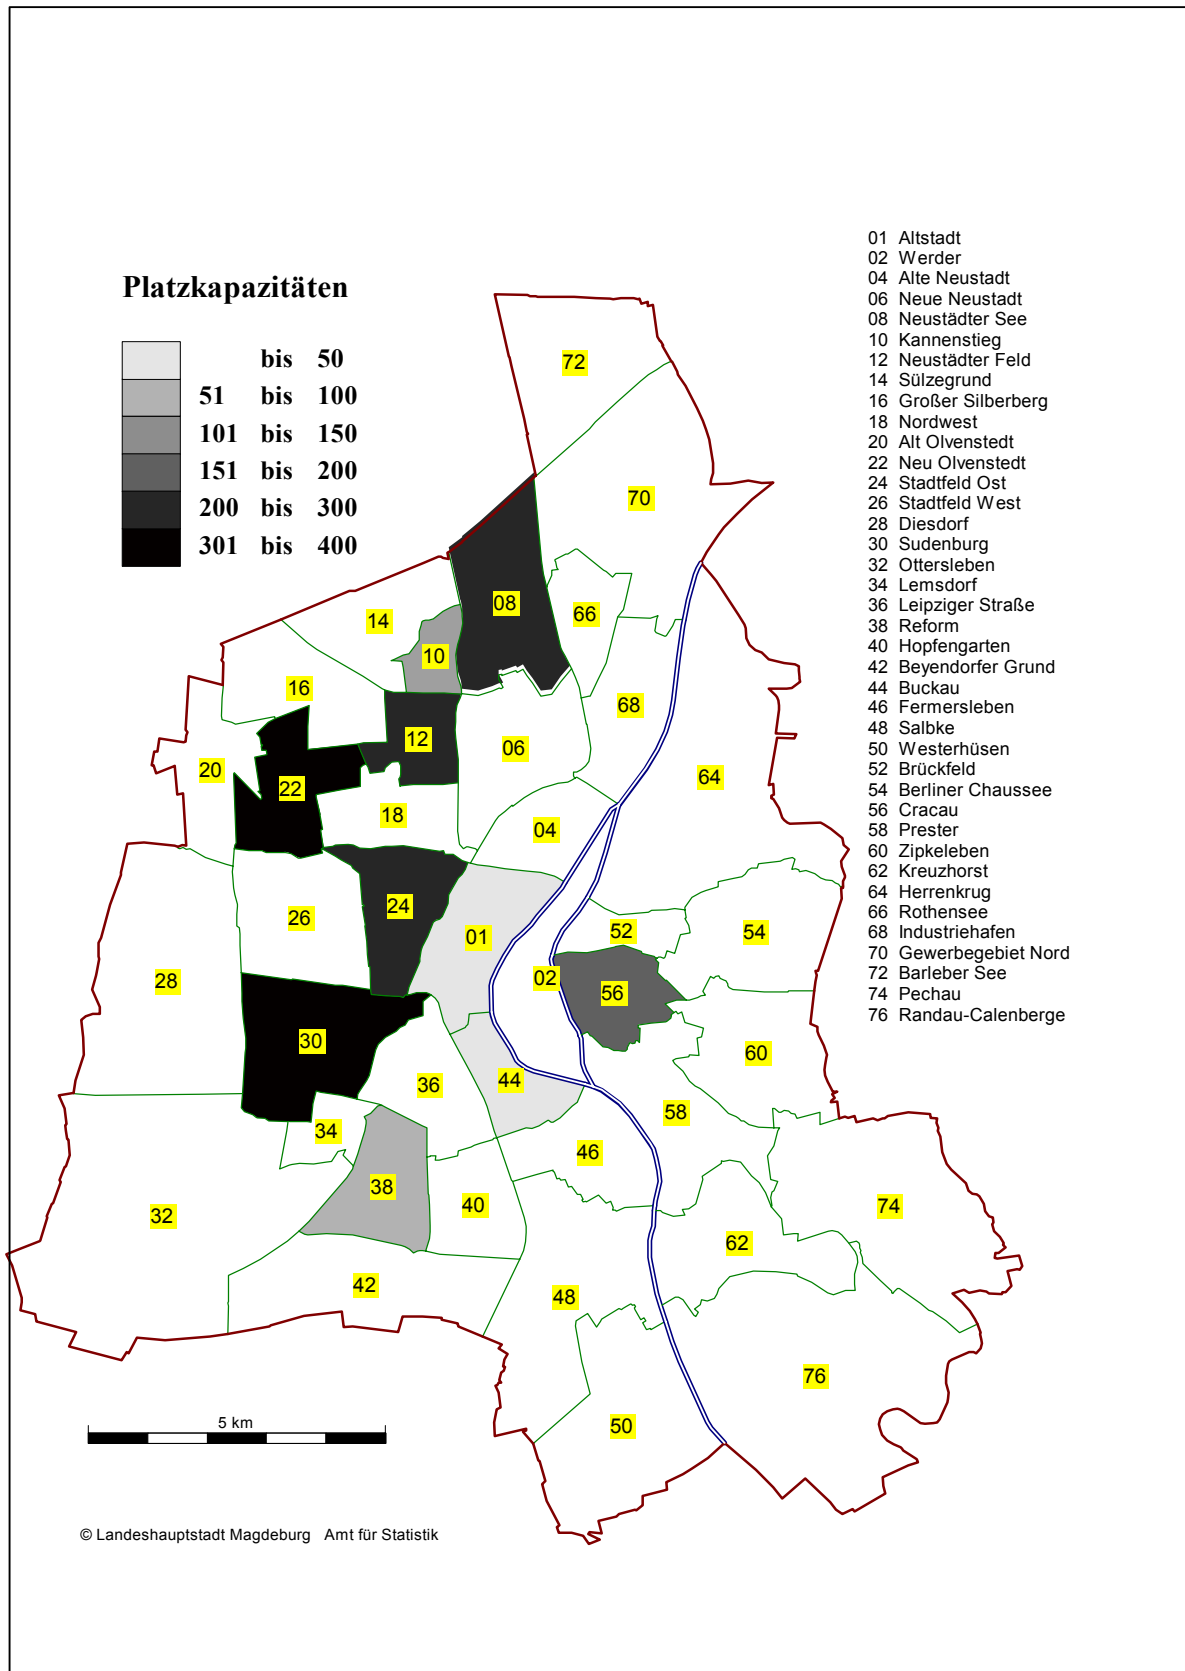 01 Altstadt
02 Werder
04 Alte Neustadt
06 Neue Neustadt
08 Neustädter See
10 Kannenstieg
12 Neustädter Feld
14 Sülzegrund
16 Großer Silberberg
18 Nordwest
20 Alt Olvenstedt
22 Neu Olvenstedt
24 Stadtfeld Ost
26 Stadtfeld West
28 Diesdorf
30 Sudenburg
32 Ottersleben
34 Lemsdorf
36 Leipziger Straße
38 Reform
40 Hopfengarten
42 Beyendorfer Grund
44 Buckau
46 Fermersleben
48 Salbke
50 Westerhüsen
52 Brückfeld
54 Berliner Chaussee
56 Cracau
58 Prester
60 Zipkeleben
62 Kreuzhorst
64 Herrenkrug
66 Rothensee
68 Industriehafen
70 Gewerbegebiet Nord
72 Barleber See
74 Pechau
76 Randau-Calenberge
Platzkapazitäten
bis 50
51 bis 100
101 bis 150
151 bis 200
200 bis 300
301 bis 400
72
70
08
66
14
10
16
68
12
06
20
64
22
18
04
24
26
01
52
54
28
02
56
30
60
36
44
58
34
46
38
40
74
32
62
42
48
76
50
5 km
© Landeshauptstadt Magdeburg Amt für Statistik